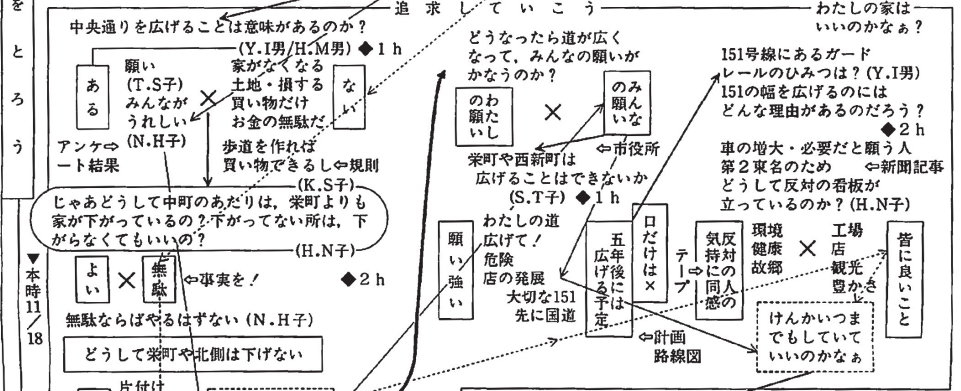 をとろう
追求していこう
わたしの家は
いいのかなぁ？
中央通りを広げることは意味があるのか？
(Y.I男/H.M男) ◆1h
ある
願い
(T.S子)
みんなが
うれしい
(N.H子)
×
家がなくなる
土地・損する
買い物だけ
お金の無駄だ
ない
アンケ⇨
ート結果
歩道を作れば
買い物できるし⇦規則
(K.S子)
じゃあどうして中町のあたりは，栄町よりも
家が下がっているの？下がってない所は，下
がらなくてもいいの？
(H.N子)
よい
×
無駄
⇦事実を！
◆2h
無駄ならばやるはずない (N.H子)
どうして栄町や北側は下げない
片付け
▼本時11/18
どうなったら道が広く
なって，みんなの願いが
かなうのか？
わたしの願い
×
みんなの願い
⇦市役所
栄町や西新町は
広げることはできないか
(S.T子) ◆1h
願い強い
わたしの道
広げて！
危険
店の発展
大切な151
先に国道
五年後には
広げる予定
口だけは×
⇦計画
路線図
151号線にあるガード
レールのひみつは？(Y.I男)
151の幅を広げるのには
どんな理由があるのだろう？
◆2h
車の増大・必要だと願う人
第2東名のため ⇦新聞記事
どうして反対の看板が
立っているのか？(H.N子)
テープ⇨
反対の人の
気持に同感
環境
健康
故郷
×
工場
店
観光
豊かさ
皆に良いこと
けんかいつま
でもしていて
いいのかなぁ